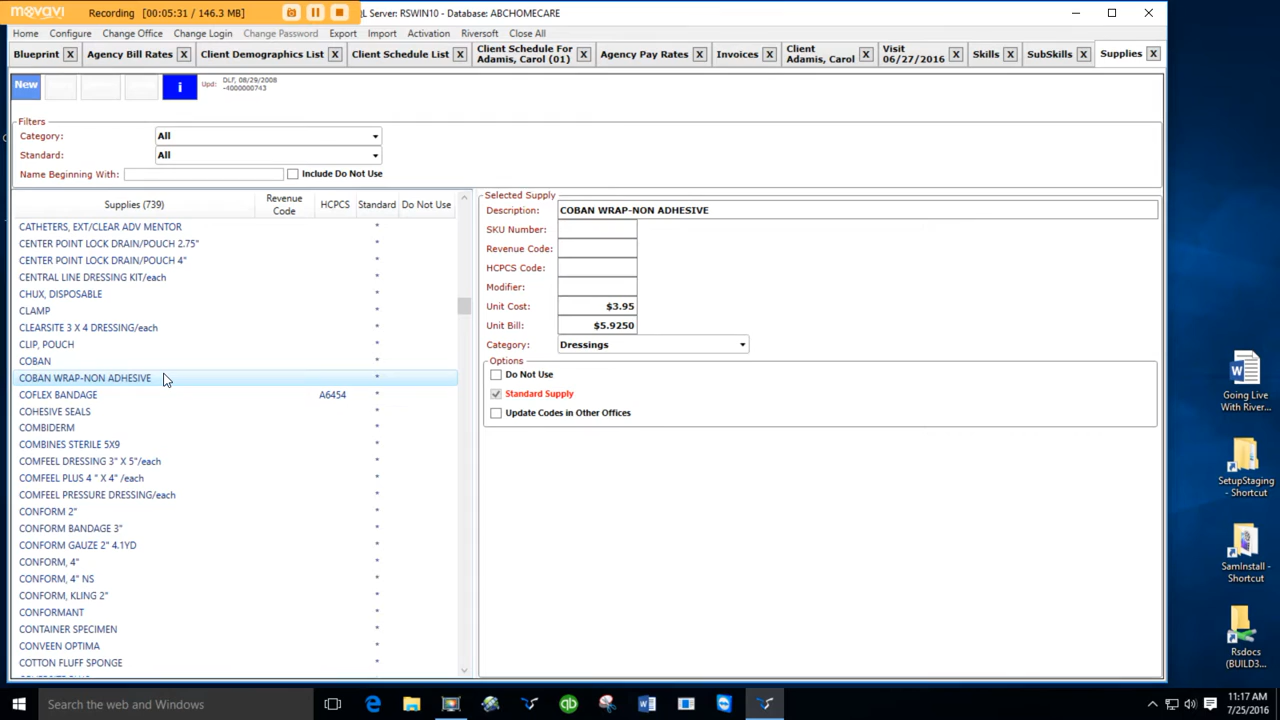 movavi Recording [00:05:31 / 146.3 MB] QL Server: RSWIN10 - Database: ABCHOMECARE
Home Configure Change Office Change Login Change Password Export Import Activation Riversoft Close All
Blueprint X Agency Bill Rates X Client Demographics List X Client Schedule List X Client Schedule For Adamis, Carol (01) X Agency Pay Rates X Invoices X Client Adamis, Carol X Visit 06/27/2016 X Skills X SubSkills X Supplies X
New i Upd: DLF, 08/29/2008
-4000000743
Filters
Category: All
Standard: All
Name Beginning With: Include Do Not Use
Supplies (739) Revenue Code HCPCS Standard Do Not Use
CATHETERS, EXT/CLEAR ADV MENTOR *
CENTER POINT LOCK DRAIN/POUCH 2.75" *
CENTER POINT LOCK DRAIN/POUCH 4" *
CENTRAL LINE DRESSING KIT/each *
CHUX, DISPOSABLE *
CLAMP *
CLEARSITE 3 X 4 DRESSING/each *
CLIP, POUCH *
COBAN *
COBAN WRAP-NON ADHESIVE *
COFLEX BANDAGE A6454 *
COHESIVE SEALS *
COMBIDERM *
COMBINES STERILE 5X9 *
COMFEEL DRESSING 3" X 5"/each *
COMFEEL PLUS 4 " X 4" /each *
COMFEEL PRESSURE DRESSING/each *
CONFORM 2" *
CONFORM BANDAGE 3" *
CONFORM GAUZE 2" 4.1YD *
CONFORM, 4" *
CONFORM, 4" NS *
CONFORM, KLING 2" *
CONFORMANT *
CONTAINER SPECIMEN *
CONVEEN OPTIMA *
COTTON FLUFF SPONGE *
Selected Supply
Description: COBAN WRAP-NON ADHESIVE
SKU Number:
Revenue Code:
HCPCS Code:
Modifier:
Unit Cost: $3.95
Unit Bill: $5.9250
Category: Dressings
Options
Do Not Use
Standard Supply
Update Codes in Other Offices
Going Live
With River...
SetupStaging
- Shortcut
SamInstall -
Shortcut
Rsdocs
(BUILD3...
Search the web and Windows
11:17 AM
7/25/2016